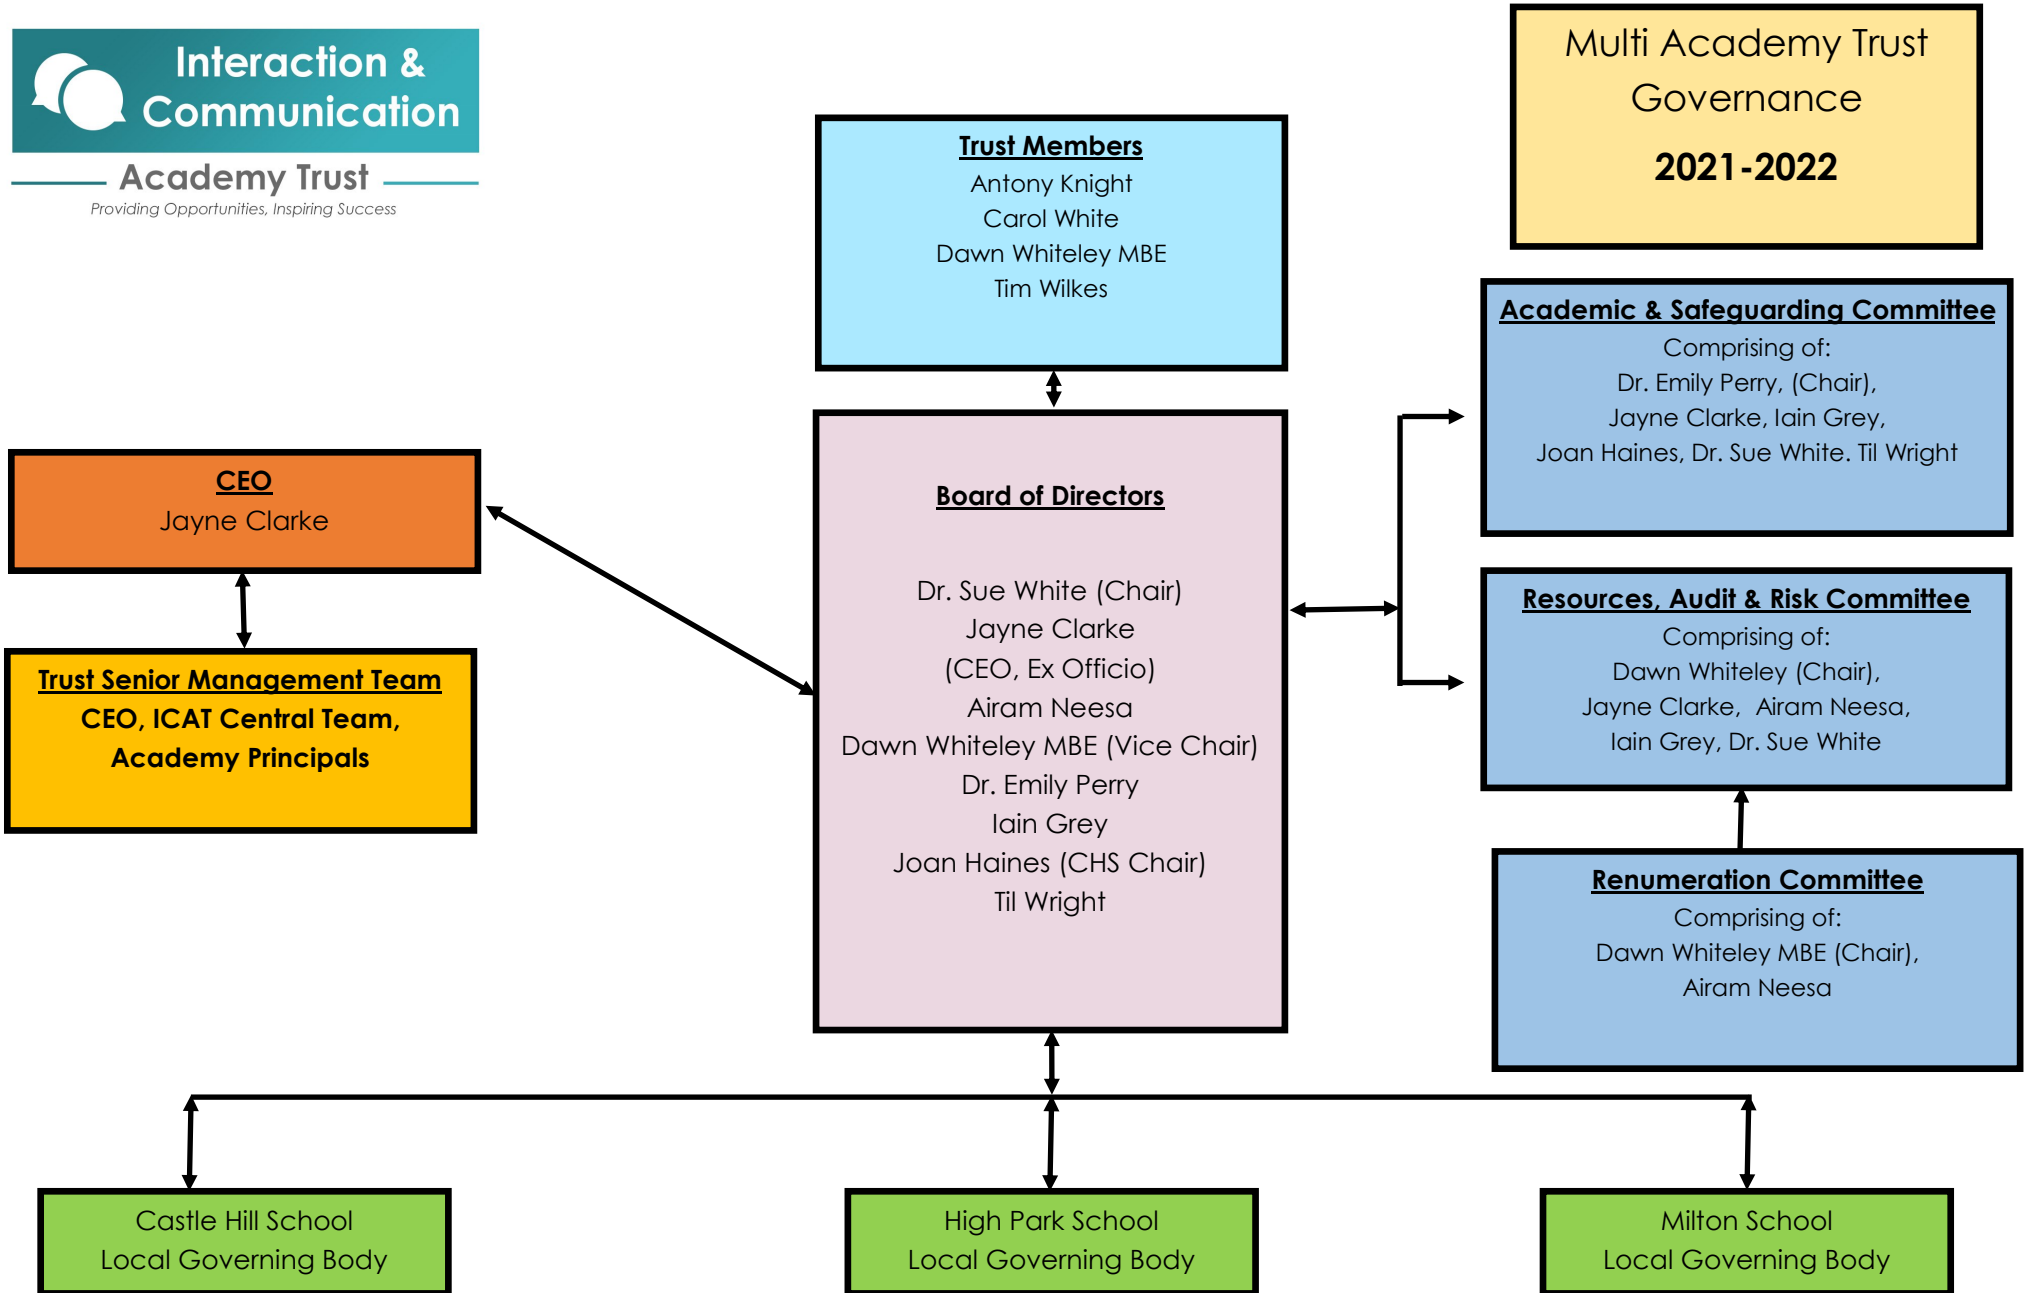 Interaction &
Communication
Academy Trust
Providing Opportunities, Inspiring Success
Multi Academy Trust
Governance
2021-2022
Trust Members
Antony Knight
Carol White
Dawn Whiteley MBE
Tim Wilkes
Academic & Safeguarding Committee
Comprising of:
Dr. Emily Perry, (Chair),
Jayne Clarke, Iain Grey,
Joan Haines, Dr. Sue White. Til Wright
CEO
Jayne Clarke
Board of Directors
Dr. Sue White (Chair)
Jayne Clarke
(CEO, Ex Officio)
Airam Neesa
Dawn Whiteley MBE (Vice Chair)
Dr. Emily Perry
Iain Grey
Joan Haines (CHS Chair)
Til Wright
Resources, Audit & Risk Committee
Comprising of:
Dawn Whiteley (Chair),
Jayne Clarke,  Airam Neesa,
Iain Grey, Dr. Sue White
Trust Senior Management Team
CEO, ICAT Central Team,
Academy Principals
Renumeration Committee
Comprising of:
Dawn Whiteley MBE (Chair),
Airam Neesa
Castle Hill School
Local Governing Body
High Park School
Local Governing Body
Milton School
Local Governing Body